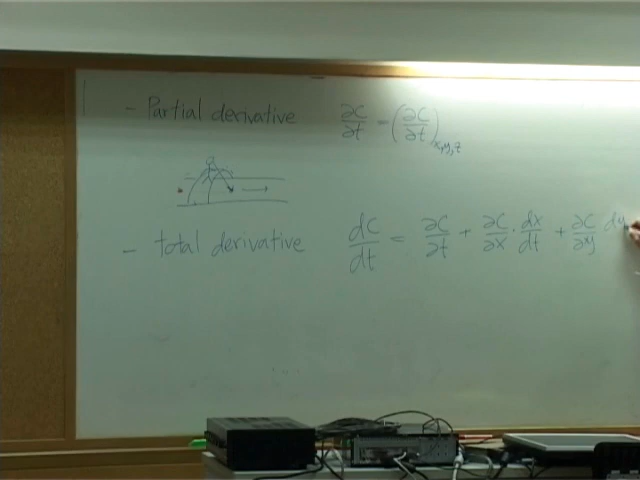 - Partial derivative ∂C/∂t = (∂C/∂t)x,y,z
- total derivative dC/dt = ∂C/∂t + ∂C/∂x · dx/dt + ∂C/∂y dy